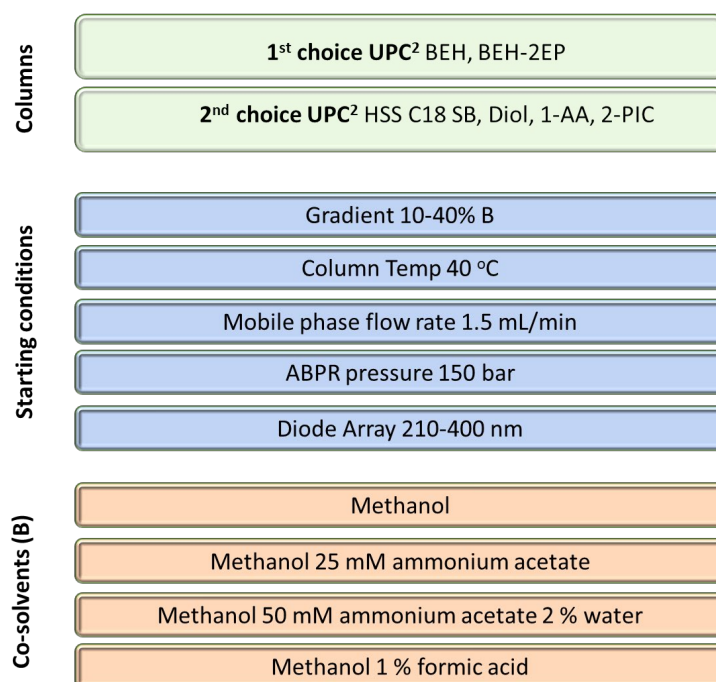 Columns
1st choice UPC2 BEH, BEH-2EP
2nd choice UPC2 HSS C18 SB, Diol, 1-AA, 2-PIC
Starting conditions
Gradient 10-40% B
Column Temp 40 oC
Mobile phase flow rate 1.5 mL/min
ABPR pressure 150 bar
Diode Array 210-400 nm
Co-solvents (B)
Methanol
Methanol 25 mM ammonium acetate
Methanol 50 mM ammonium acetate 2 % water
Methanol 1 % formic acid